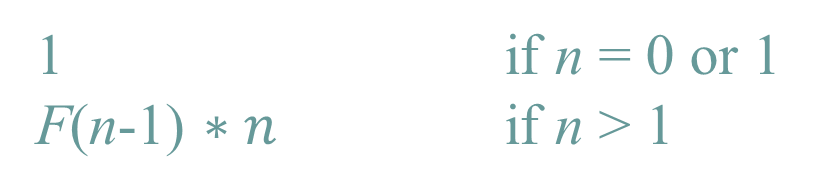 1 if n = 0 or 1
F(n-1) * n if n > 1